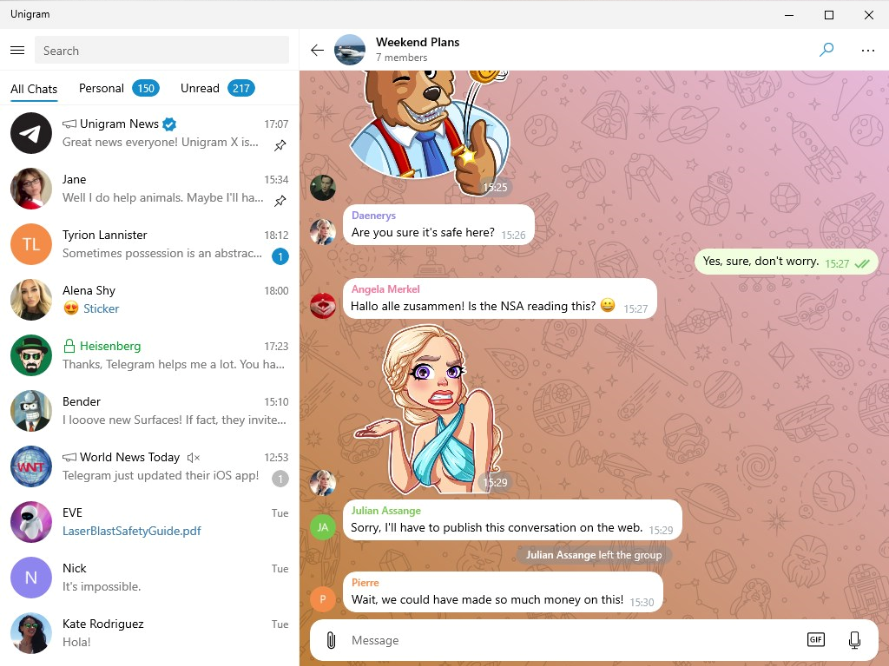 Unigram
Search
All Chats
Personal 150
Unread 217
Unigram News 17:07
Great news everyone! Unigram X is...
Jane 15:34
Well I do help animals. Maybe I'll ha...
Tyrion Lannister 18:12
TL
Sometimes possession is an abstrac... 1
Alena Shy 18:00
😍 Sticker
Heisenberg 17:23
Thanks, Telegram helps me a lot. You ha...
Bender 15:10
I looove new Surfaces! If fact, they invite...
World News Today 12:53
WNT
Telegram just updated their iOS app! 1
EVE Tue
LaserBlastSafetyGuide.pdf
Nick Tue
N
It's impossible.
Kate Rodriguez Tue
Hola!
Weekend Plans
7 members
15:25
Daenerys
Are you sure it's safe here? 15:26
Yes, sure, don't worry. 15:27
Angela Merkel
Hallo alle zusammen! Is the NSA reading this? 😀 15:27
15:29
Julian Assange
JA
Sorry, I'll have to publish this conversation on the web. 15:29
Julian Assange left the group
Pierre
P
Wait, we could have made so much money on this! 15:30
Message
GIF